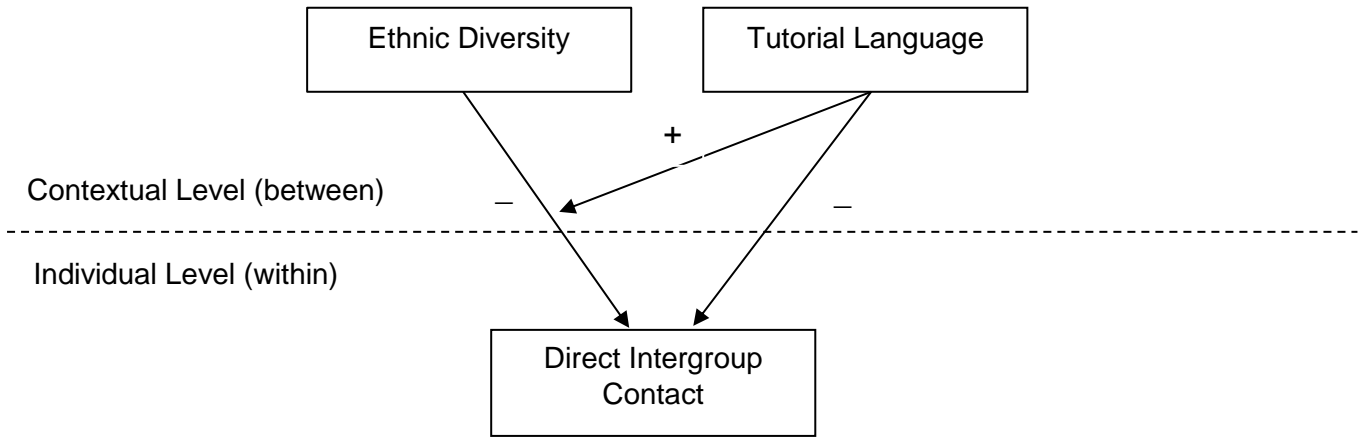 Ethnic Diversity
Tutorial Language
+
Contextual Level (between)
_
_
Individual Level (within)
Direct Intergroup
Contact